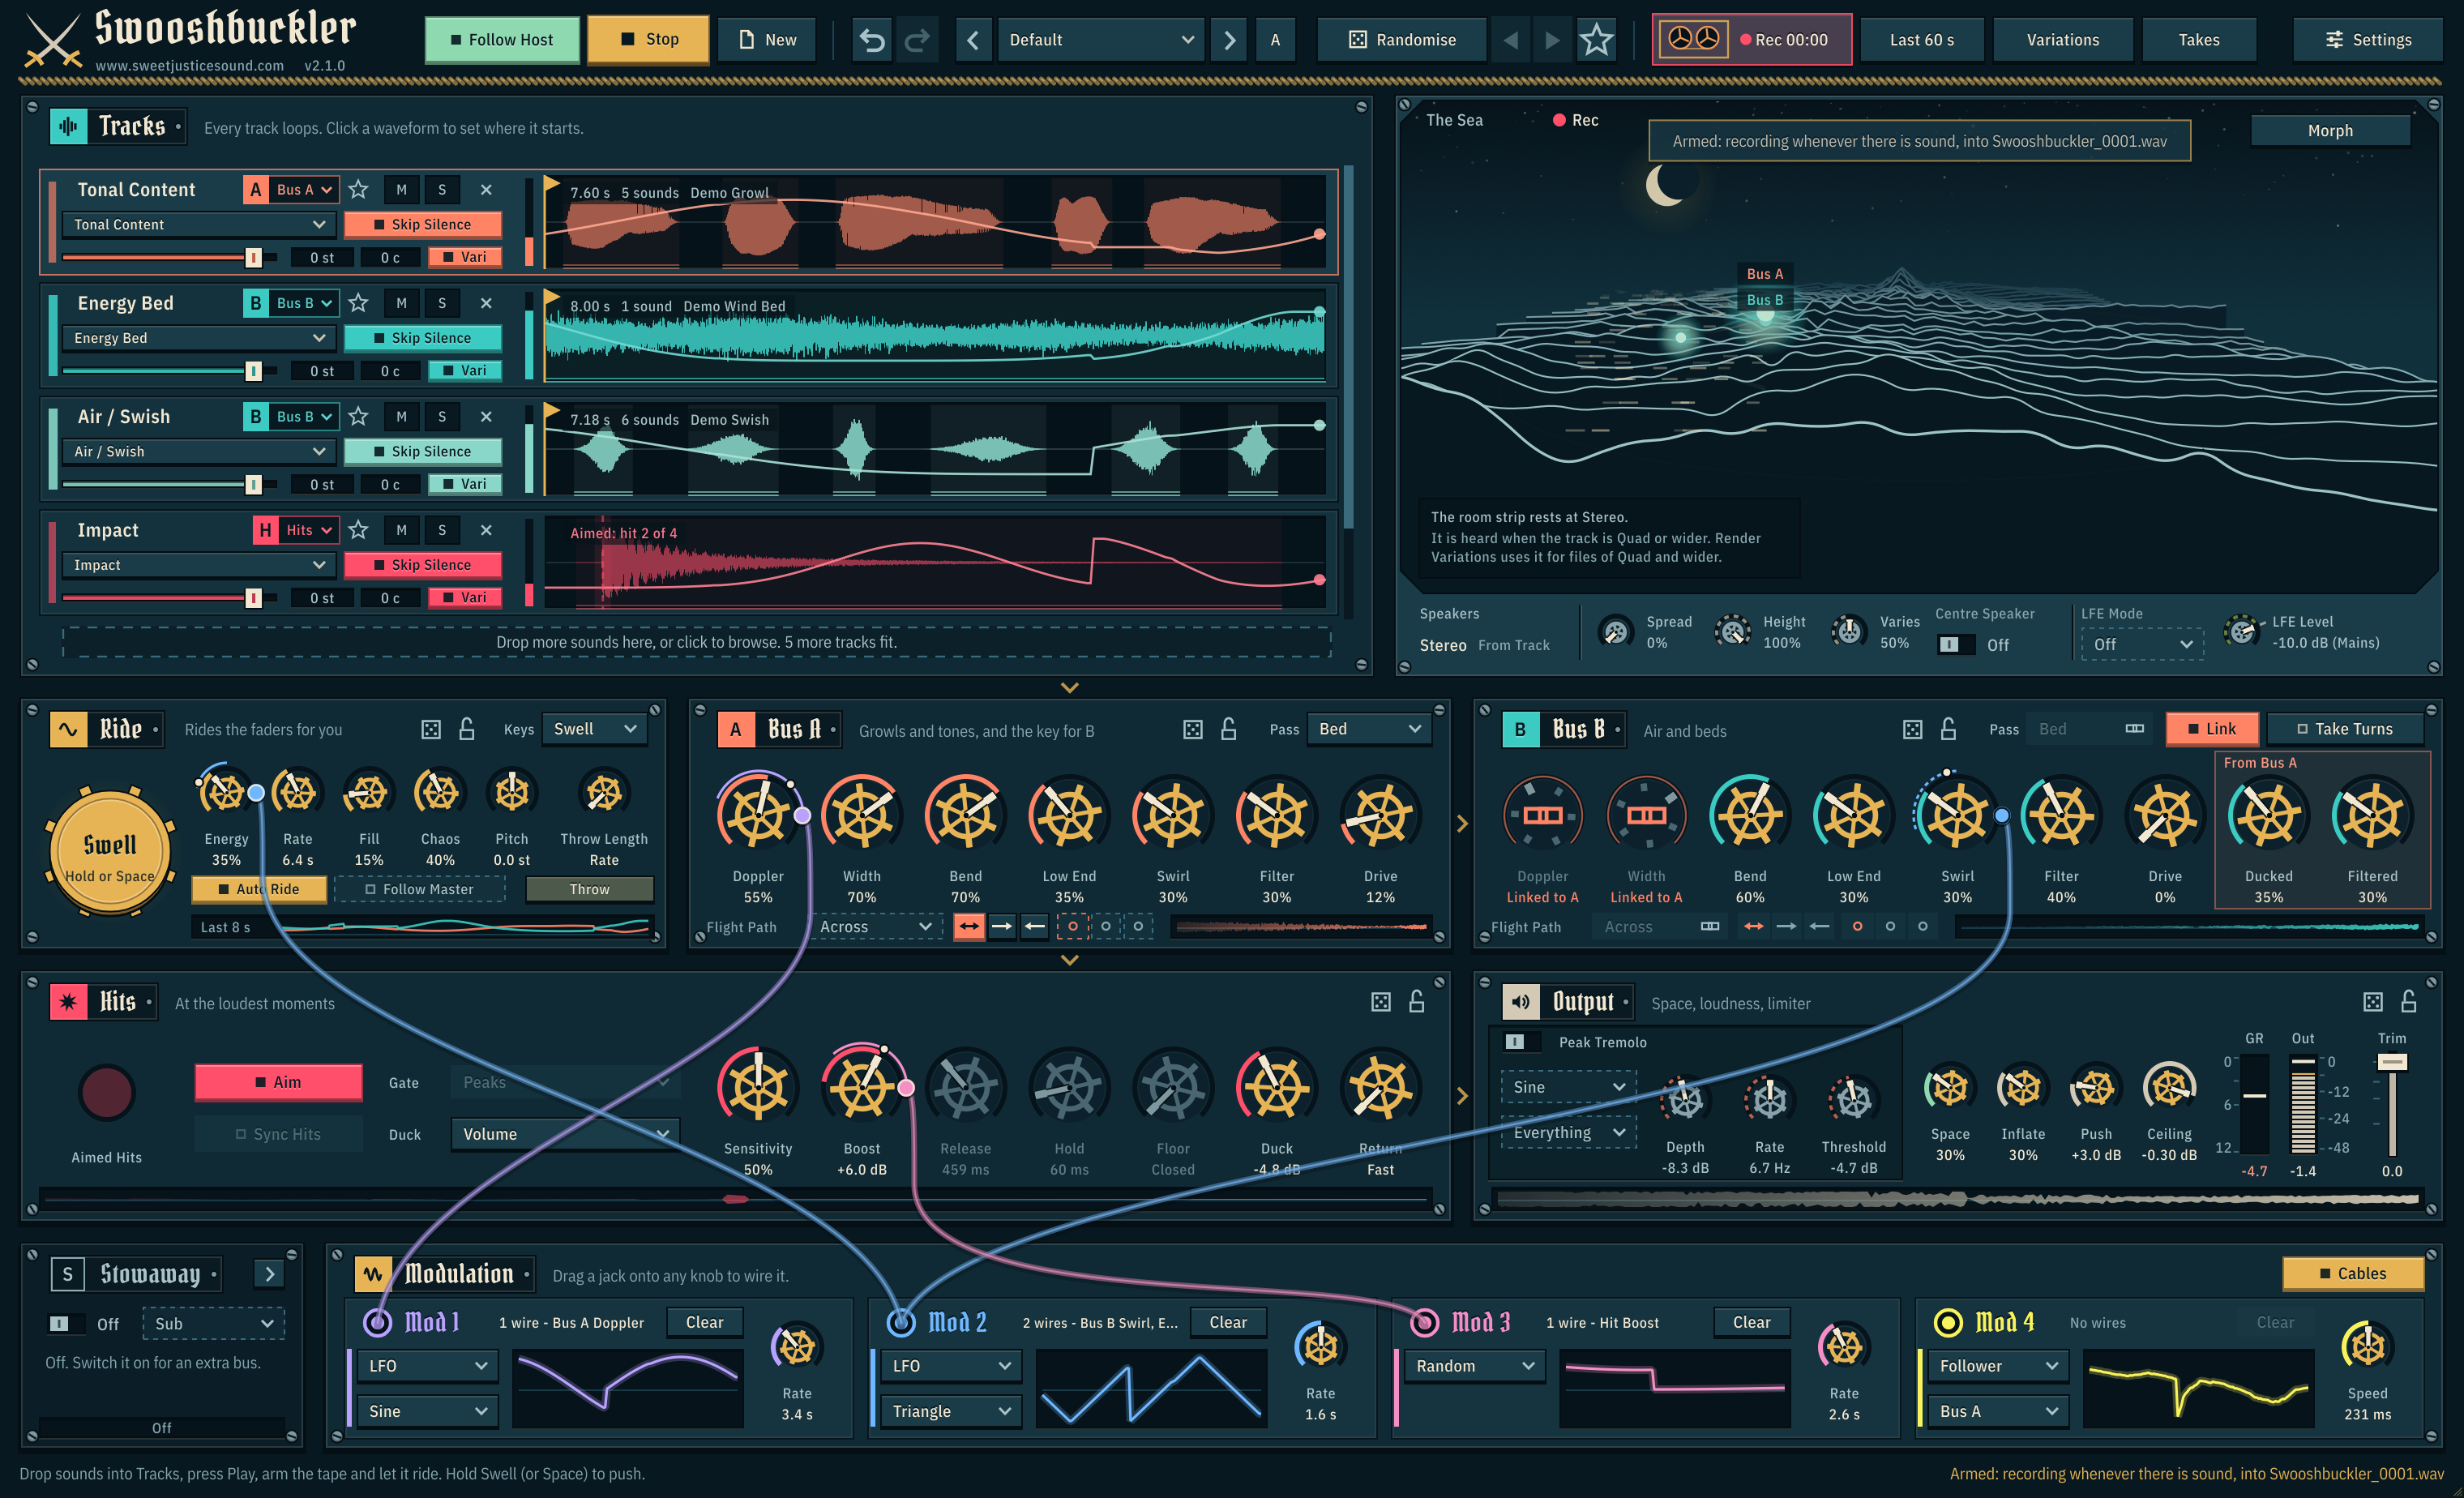 Swooshbuckler
www.sweetjusticesound.com v2.1.0
Follow Host
Stop
New
Default
A
Randomise
Rec 00:00
Last 60 s
Variations
Takes
Settings
Tracks
Every track loops. Click a waveform to set where it starts.
Tonal Content
A Bus A
M S
Tonal Content
Skip Silence
0 st 0 c Vari
7.60 s 5 sounds Demo Growl
Energy Bed
B Bus B
M S
Energy Bed
Skip Silence
0 st 0 c Vari
8.00 s 1 sound Demo Wind Bed
Air / Swish
B Bus B
M S
Air / Swish
Skip Silence
0 st 0 c Vari
7.18 s 6 sounds Demo Swish
Impact
H Hits
M S
Impact
Skip Silence
0 st 0 c Vari
Aimed: hit 2 of 4
Drop more sounds here, or click to browse. 5 more tracks fit.
The Sea
Rec
Armed: recording whenever there is sound, into Swooshbuckler_0001.wav
Morph
Bus A
Bus B
The room strip rests at Stereo.
It is heard when the track is Quad or wider. Render
Variations uses it for files of Quad and wider.
Speakers
Stereo From Track
Spread
0%
Height
100%
Varies
50%
Centre Speaker
Off
LFE Mode
Off
LFE Level
-10.0 dB (Mains)
Ride
Rides the faders for you
Keys Swell
Swell
Hold or Space
Energy Rate Fill Chaos Pitch Throw Length
35% 6.4 s 15% 40% 0.0 st Rate
Auto Ride
Follow Master
Throw
Last 8 s
A Bus A
Growls and tones, and the key for B
Pass Bed
Doppler Width Bend Low End Swirl Filter Drive
55% 70% 70% 35% 30% 30% 12%
Flight Path Across
B Bus B
Air and beds
Pass Bed
Link
Take Turns
From Bus A
Doppler Width Bend Low End Swirl Filter Drive Ducked Filtered
Linked to A Linked to A 60% 30% 30% 40% 0% 35% 30%
Flight Path Across
Hits
At the loudest moments
Aimed Hits
Aim
Sync Hits
Gate Peaks
Duck Volume
Sensitivity Boost Release Hold Floor Duck Return
50% +6.0 dB 459 ms 60 ms Closed -4.8 dB Fast
Output
Space, loudness, limiter
Peak Tremolo
Sine
Everything
Depth Rate Threshold
-8.3 dB 6.7 Hz -4.7 dB
Space Inflate Push Ceiling
30% 30% +3.0 dB -0.30 dB
GR Out Trim
0 0
-12
6 -24
12 -48
-4.7 -1.4 0.0
S Stowaway
Off Sub
Off. Switch it on for an extra bus.
Off
Modulation
Drag a jack onto any knob to wire it.
Cables
Mod 1
1 wire - Bus A Doppler
Clear
LFO
Sine
Rate
3.4 s
Mod 2
2 wires - Bus B Swirl, E...
Clear
LFO
Triangle
Rate
1.6 s
Mod 3
1 wire - Hit Boost
Clear
Random
Rate
2.6 s
Mod 4
No wires
Clear
Follower
Bus A
Speed
231 ms
Drop sounds into Tracks, press Play, arm the tape and let it ride. Hold Swell (or Space) to push.
Armed: recording whenever there is sound, into Swooshbuckler_0001.wav